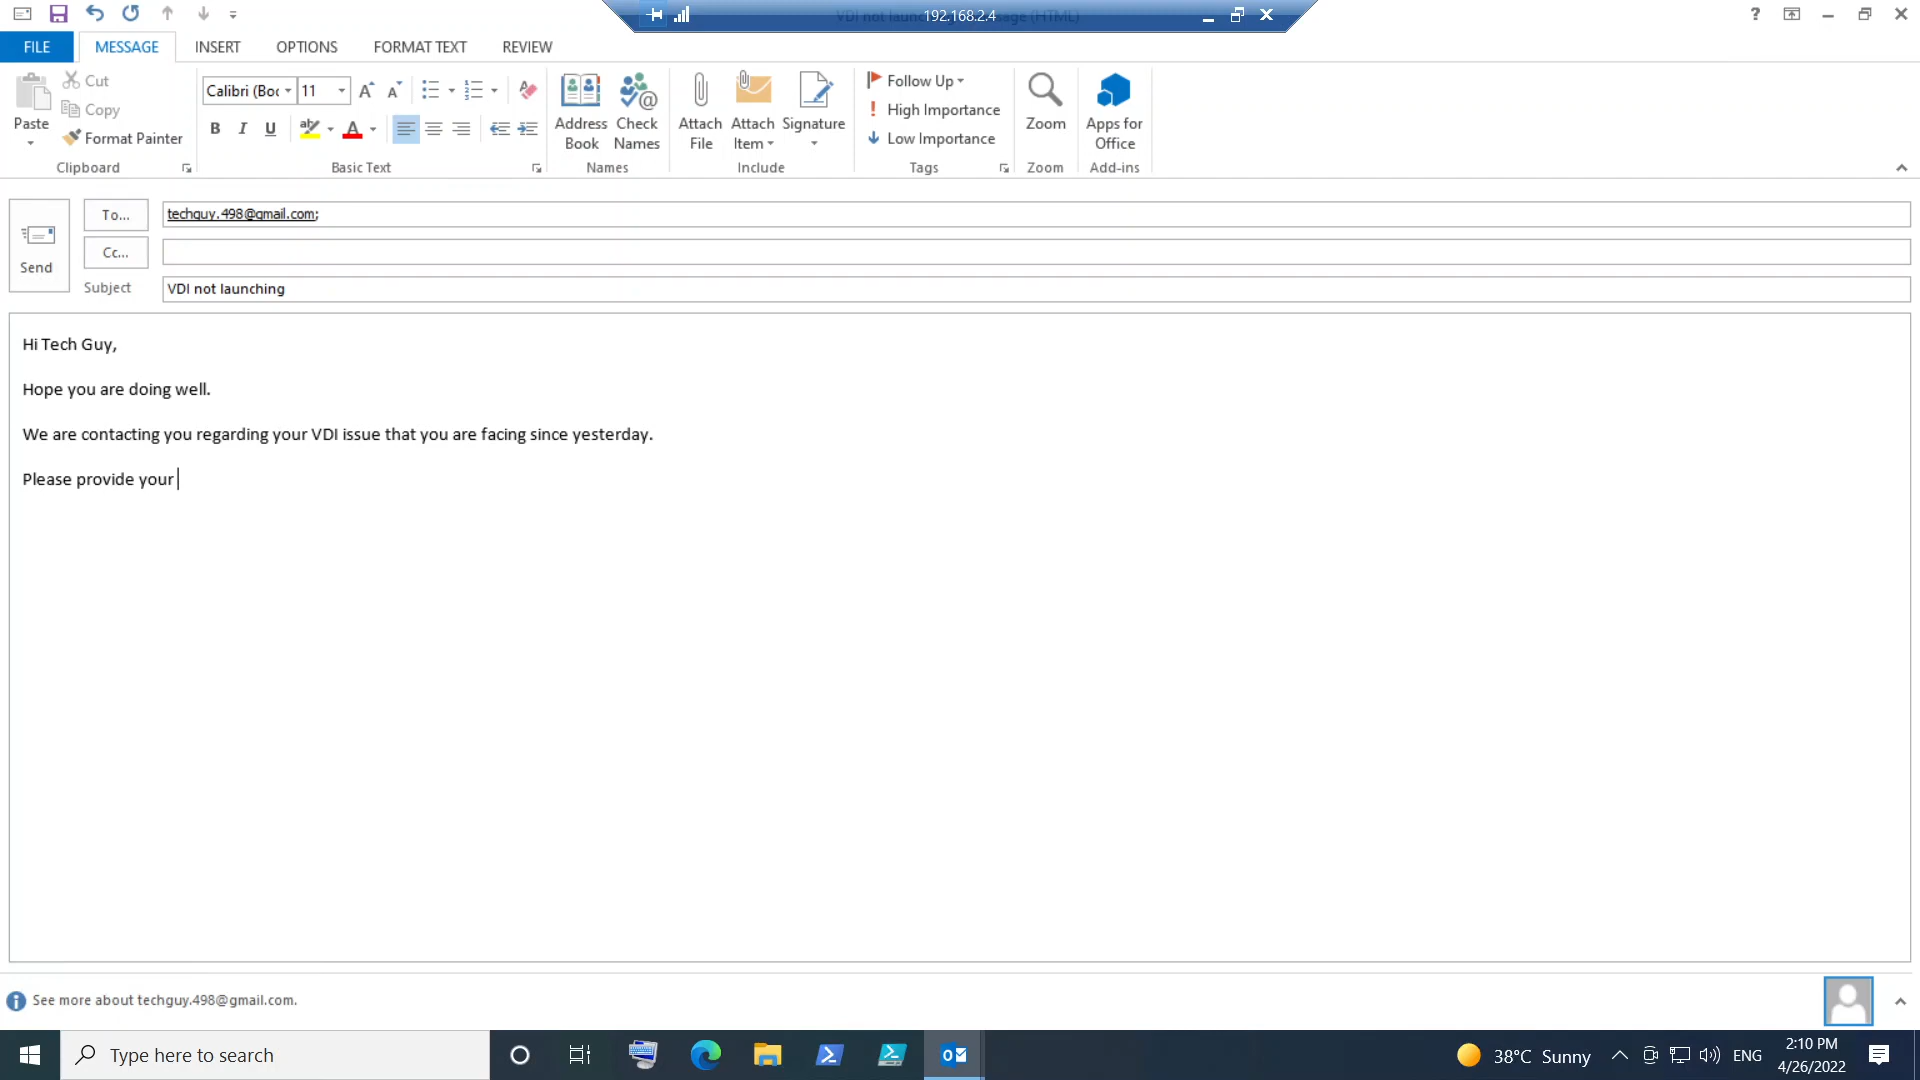 VDI not launching - Message (HTML)
192.168.2.4
?
FILE MESSAGE INSERT OPTIONS FORMAT TEXT REVIEW
Paste
Cut
Copy
Format Painter
Clipboard
Calibri (Boc 11
B I U
Basic Text
Address Book
Check Names
Names
Attach File
Attach Item
Signature
Include
Follow Up
High Importance
Low Importance
Tags
Zoom
Zoom
Apps for Office
Add-ins
Send
To... techguy.498@gmail.com;
Cc...
Subject VDI not launching
Hi Tech Guy,
Hope you are doing well.
We are contacting you regarding your VDI issue that you are facing since yesterday.
Please provide your
See more about techguy.498@gmail.com.
Type here to search
38°C Sunny
ENG
2:10 PM
4/26/2022